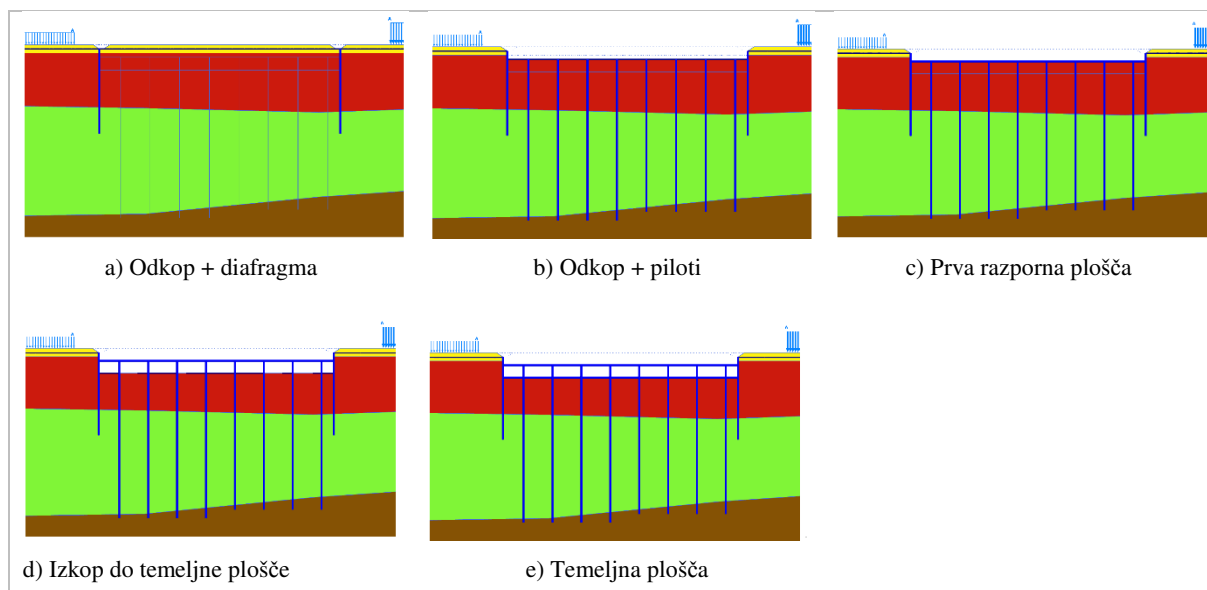 a) Odkop + diafragma
b) Odkop + piloti
c) Prva razporna plošča
d) Izkop do temeljne plošče
e) Temeljna plošča